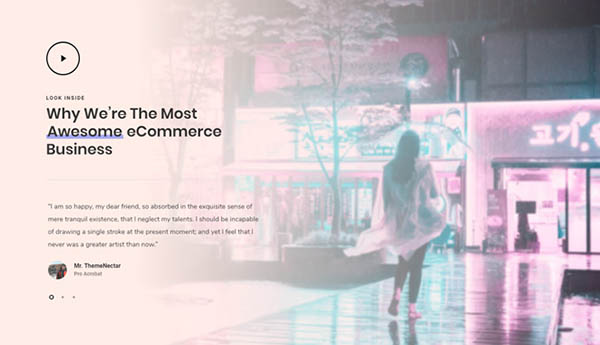 LOOK INSIDE
Why We're The Most
Awesome eCommerce
Business
"I am so happy, my dear friend, so absorbed in the exquisite sense of
mere tranquil existence, that I neglect my talents. I should be incapable
of drawing a single stroke at the present moment; and yet I feel that I
never was a greater artist than now."
Mr. ThemeNectar
Pro Acrobat
고기